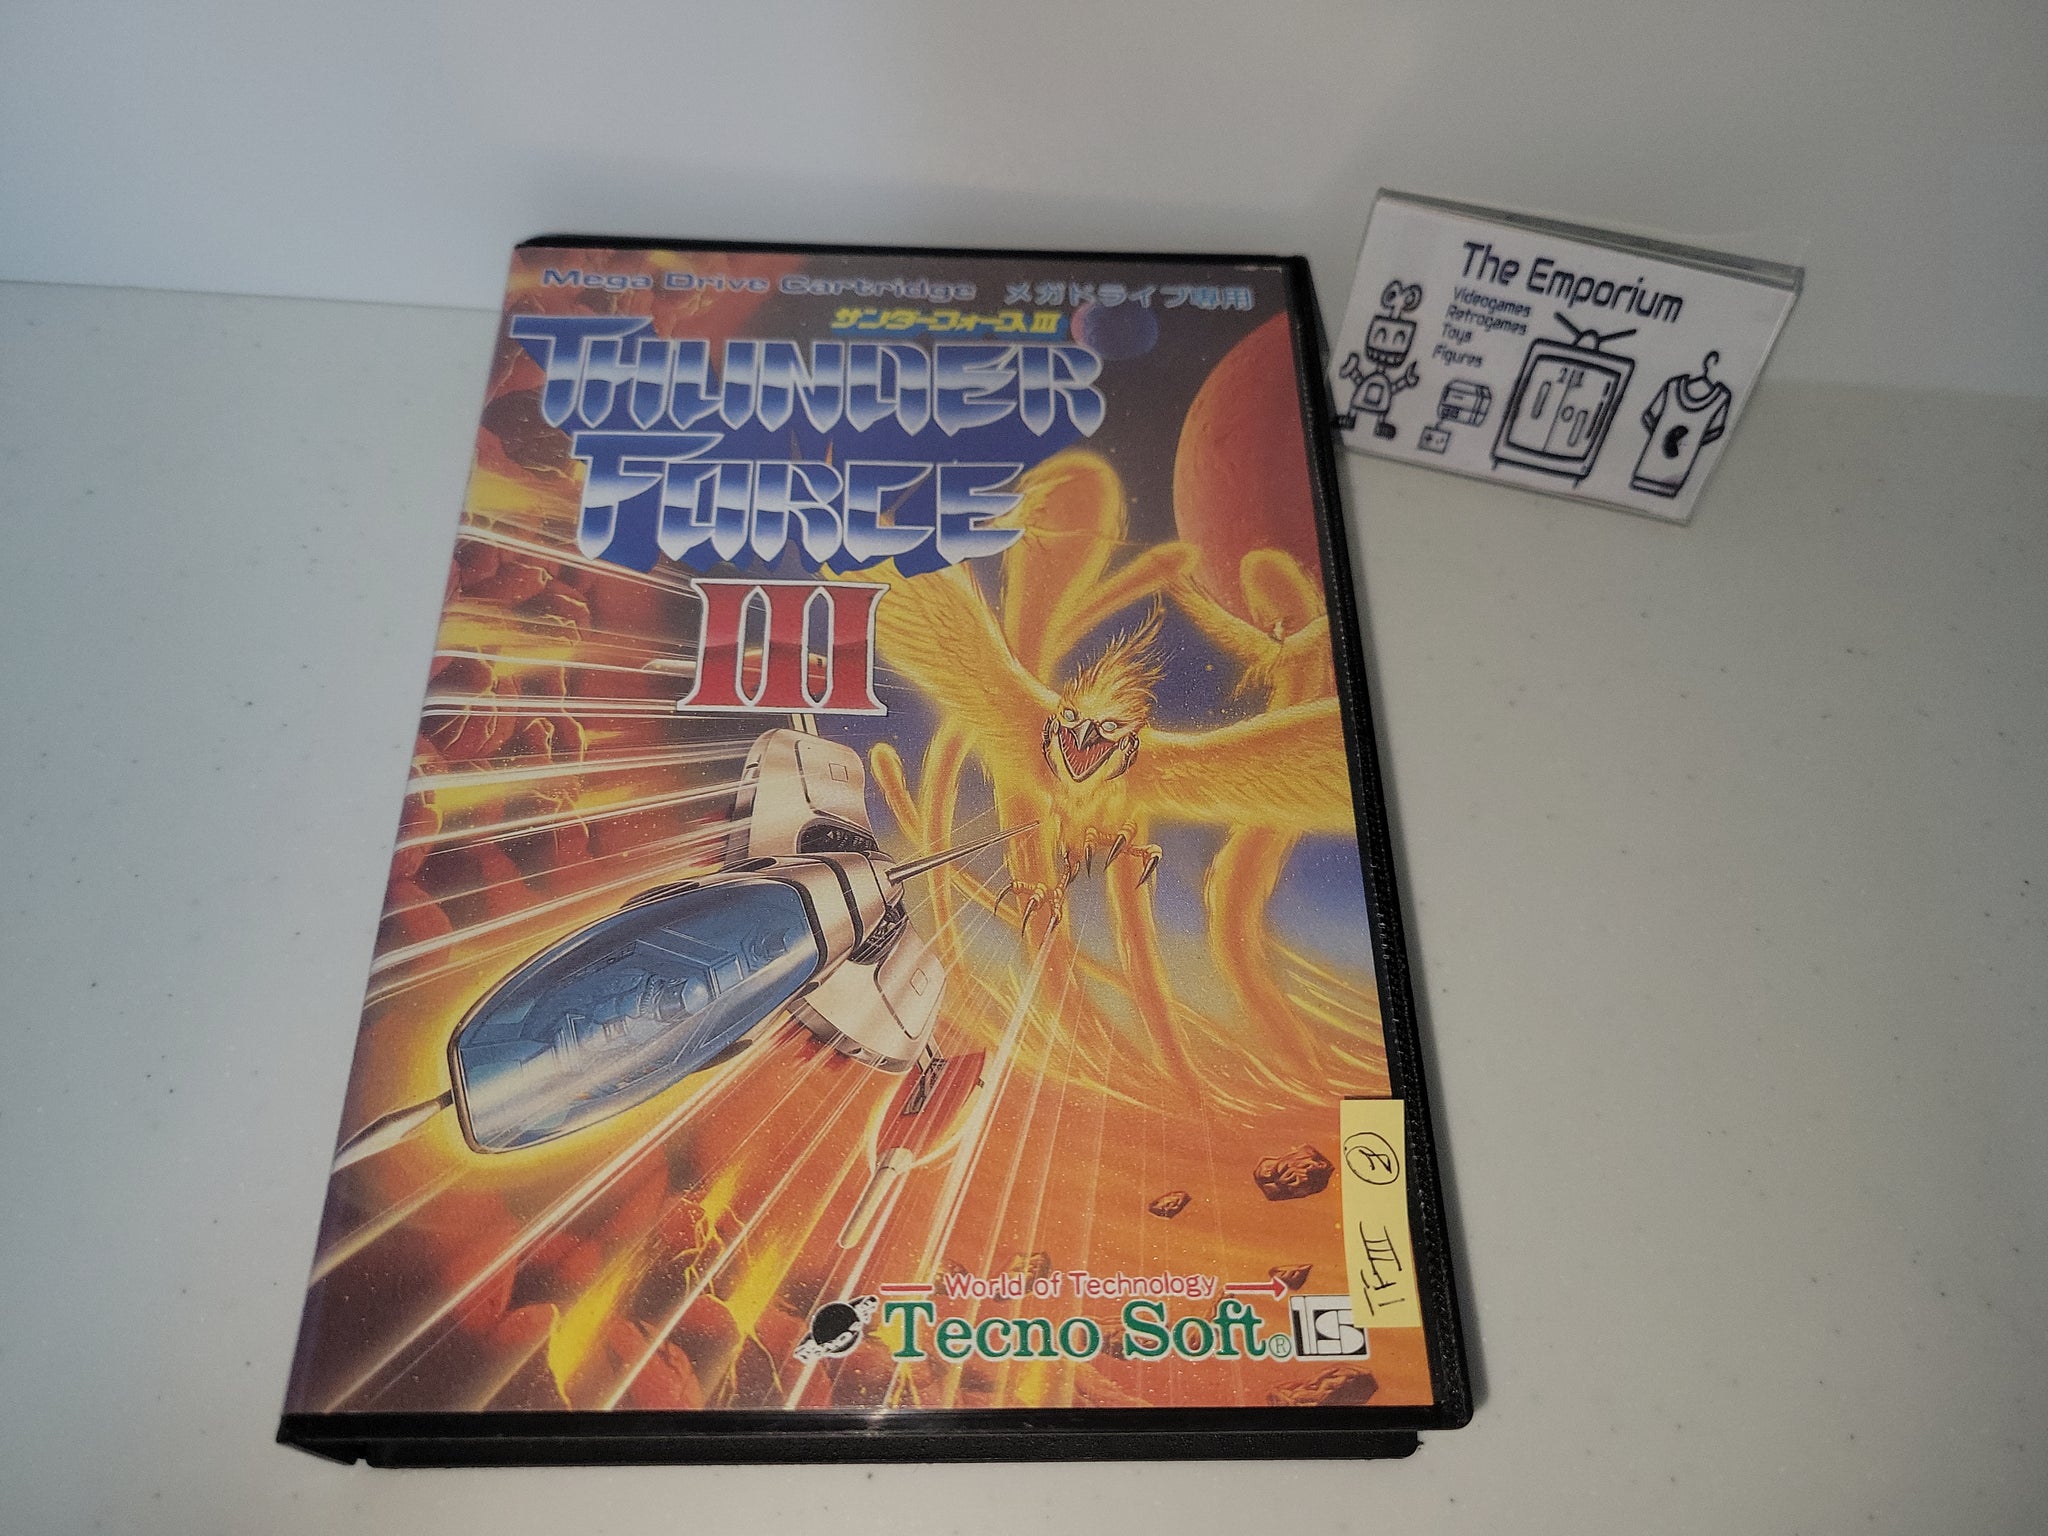 Mega Drive Cartridge メガドライブ専用
サンダーフォースIII
THUNDER
FORCE
III
World of Technology
Tecno Soft®
The Emporium
Videogames
Retrogames
Toys
Figures